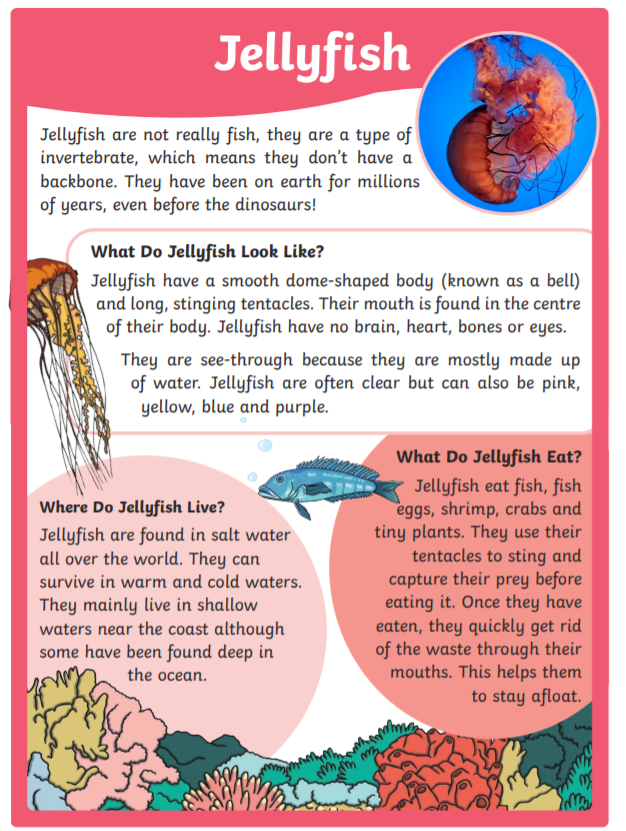 Jellyfish
Jellyfish are not really fish, they are a type of
invertebrate, which means they don't have a
backbone. They have been on earth for millions
of years, even before the dinosaurs!
What Do Jellyfish Look Like?
Jellyfish have a smooth dome-shaped body (known as a bell)
and long, stinging tentacles. Their mouth is found in the centre
of their body. Jellyfish have no brain, heart, bones or eyes.
They are see-through because they are mostly made up
of water. Jellyfish are often clear but can also be pink,
yellow, blue and purple.
Where Do Jellyfish Live?
Jellyfish are found in salt water
all over the world. They can
survive in warm and cold waters.
They mainly live in shallow
waters near the coast although
some have been found deep in
the ocean.
What Do Jellyfish Eat?
Jellyfish eat fish, fish
eggs, shrimp, crabs and
tiny plants. They use their
tentacles to sting and
capture their prey before
eating it. Once they have
eaten, they quickly get rid
of the waste through their
mouths. This helps them
to stay afloat.